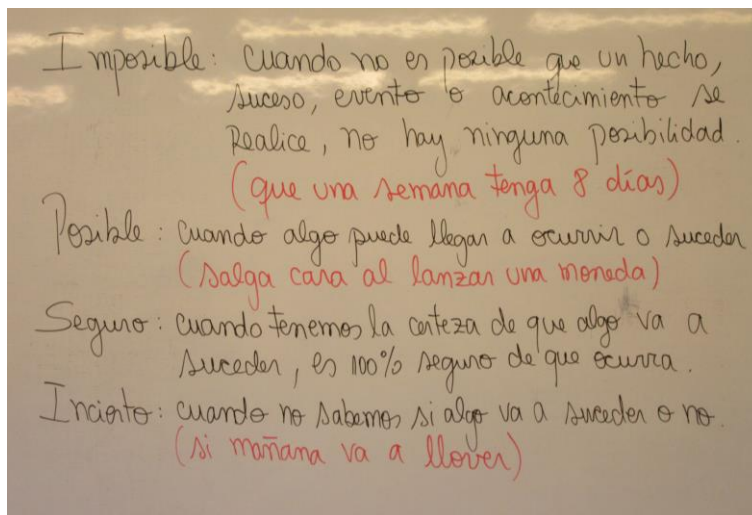 Imposible: cuando no es posible que un hecho,
suceso, evento o acontecimiento se
Realice, no hay ninguna posibilidad.
(que una semana tenga 8 días)
Posible: cuando algo puede llegar a ocurrir o suceder
(salga cara al lanzar una moneda)
Seguro: cuando tenemos la certeza de que algo va a
suceder, es 100% seguro de que ocurra.
Incierto: cuando no sabemos si algo va a suceder o no.
(si mañana va a llover)